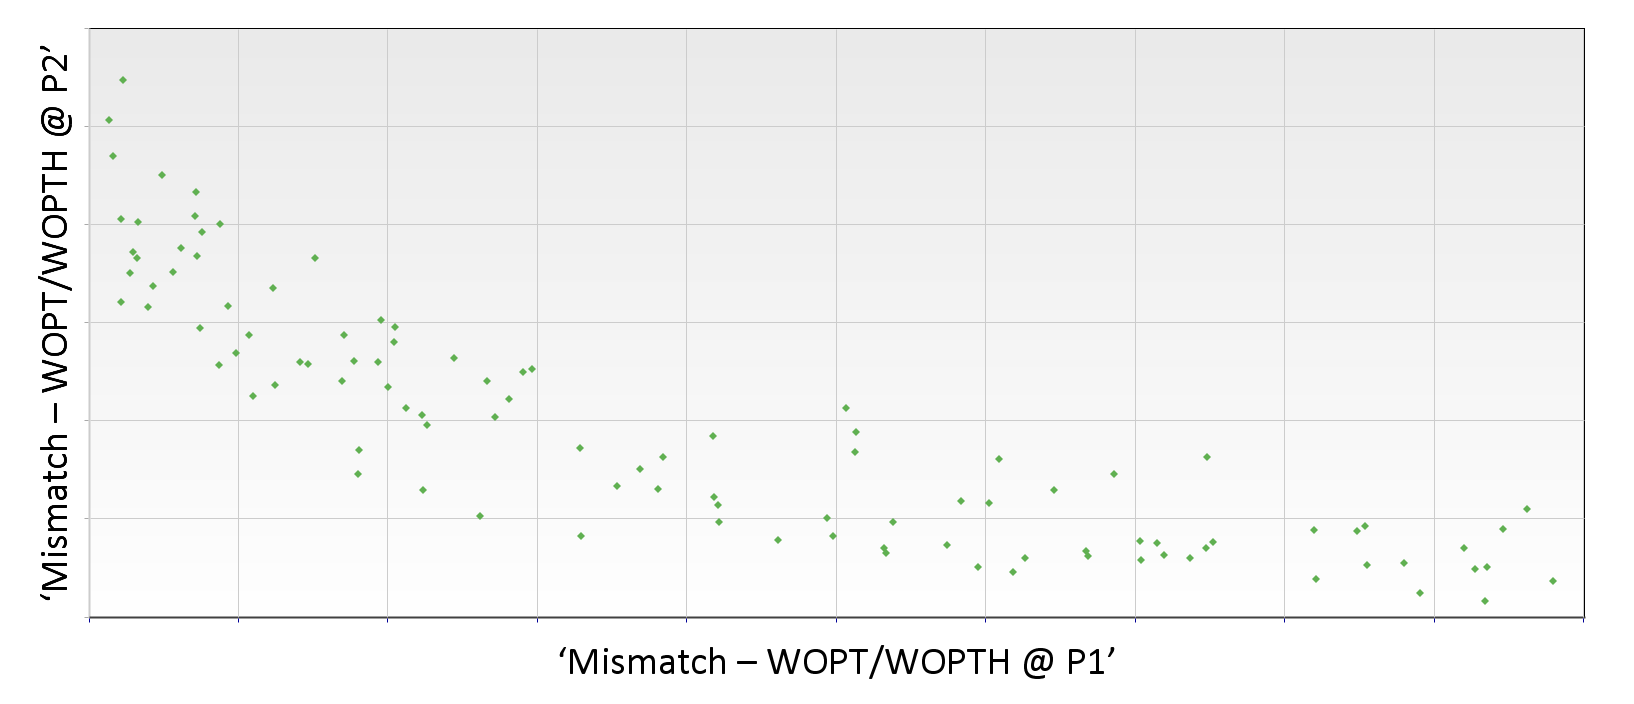 ‘Mismatch – WOPT/WOPTH @ P2’
‘Mismatch – WOPT/WOPTH @ P1’